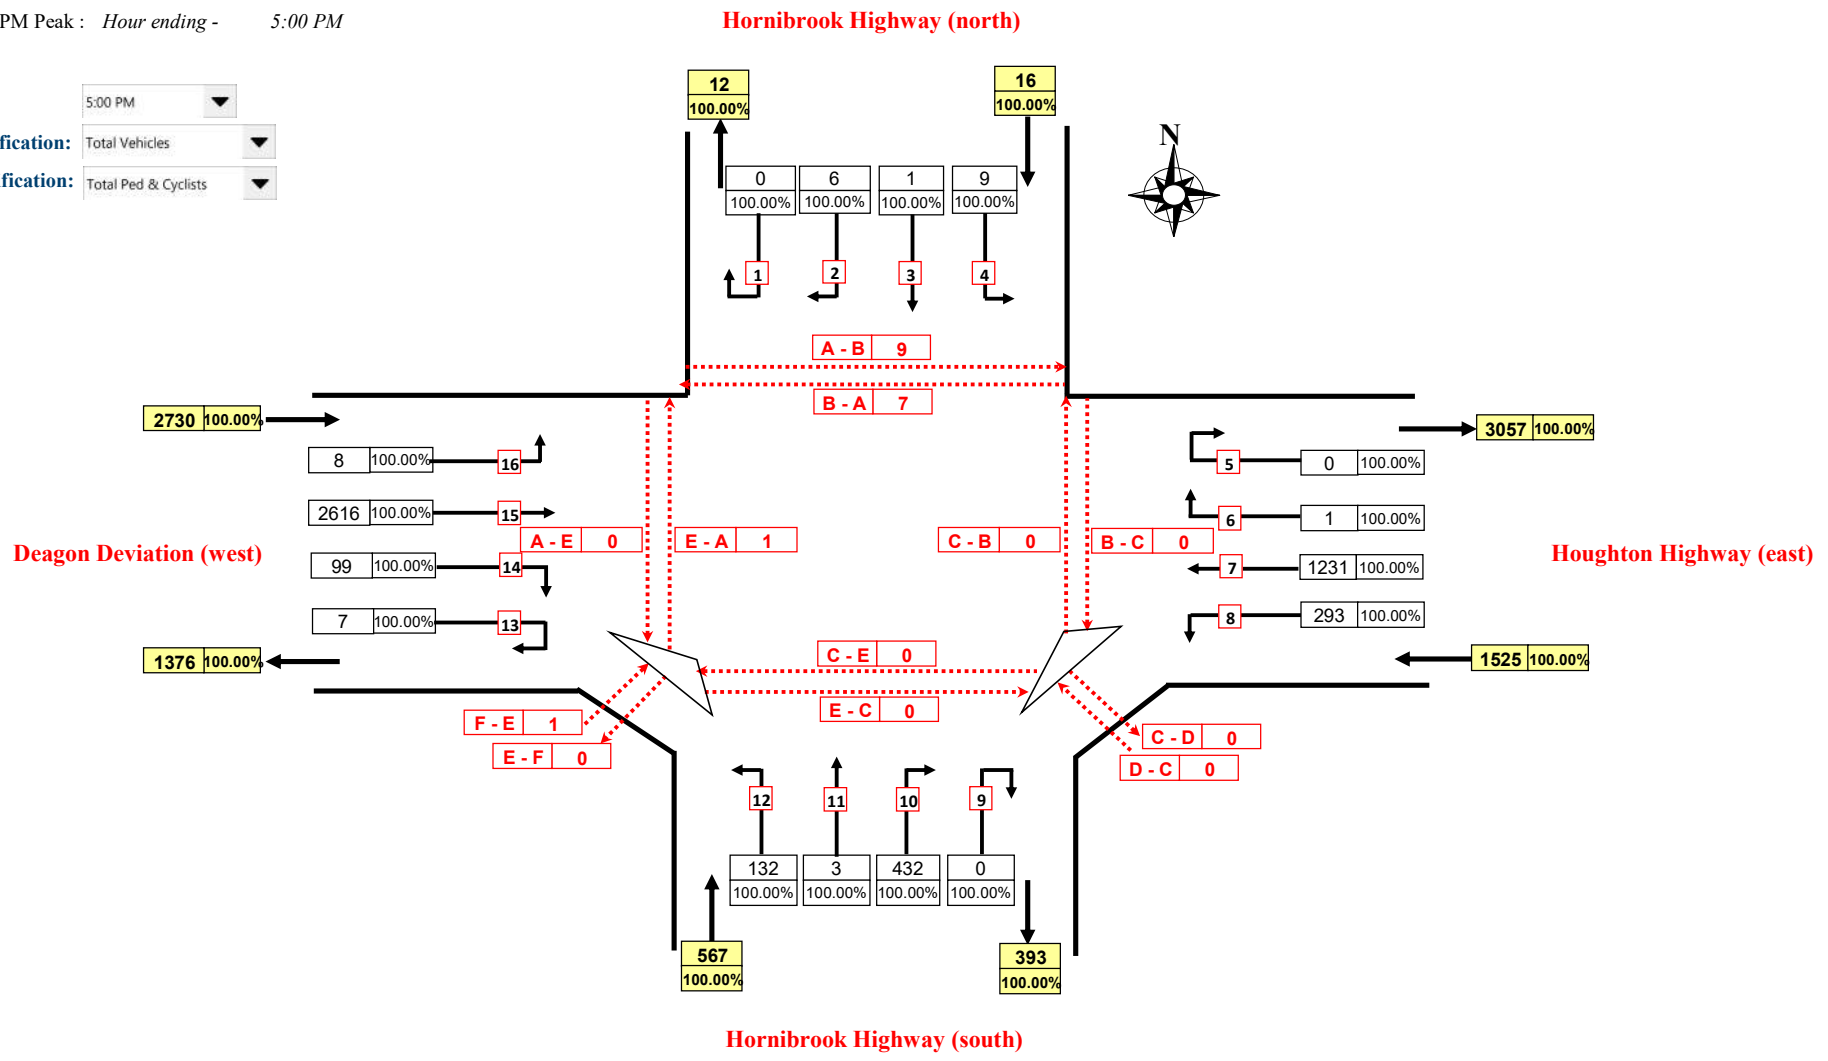 PM Peak : Hour ending - 5:00 PM
Hornibrook Highway (north)
12
100.00%
16
100.00%
5:00 PM
fication: Total Vehicles
ification: Total Ped & Cyclists
N
0 6 1 9
100.00% 100.00% 100.00% 100.00%
1 2 3 4
A - B 9
B - A 7
2730 100.00%
3057 100.00%
8 100.00% 16
5 0 100.00%
2616 100.00% 15
6 1 100.00%
A - E 0
E - A 1
C - B 0
B - C 0
Deagon Deviation (west)
Houghton Highway (east)
99 100.00% 14
7 1231 100.00%
7 100.00% 13
8 293 100.00%
1376 100.00%
1525 100.00%
C - E 0
E - C 0
F - E 1
E - F 0
C - D 0
D - C 0
12 11 10 9
132 3 432 0
100.00% 100.00% 100.00% 100.00%
567
100.00%
393
100.00%
Hornibrook Highway (south)